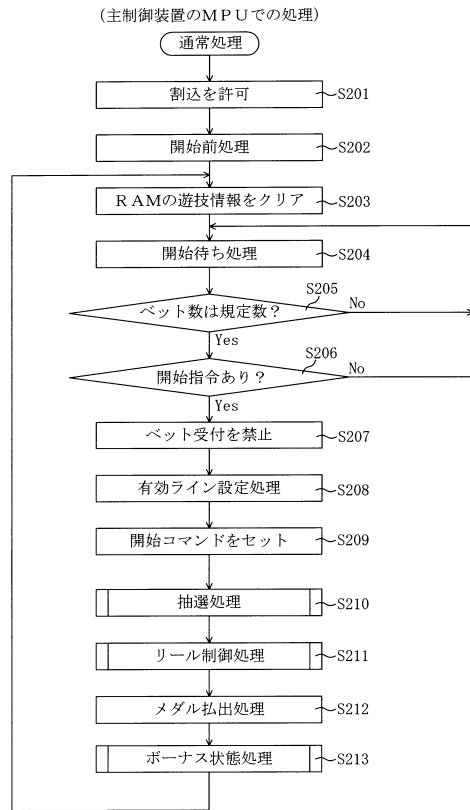 (主制御装置のMPUでの処理)
通常処理
割込を許可 S201
開始前処理 S202
RAMの遊技情報をクリア S203
開始待ち処理 S204
S205
ベット数は規定数? No
Yes
S206
開始指令あり? No
Yes
ベット受付を禁止 S207
有効ライン設定処理 S208
開始コマンドをセット S209
抽選処理 S210
リール制御処理 S211
メダル払出処理 S212
ボーナス状態処理 S213